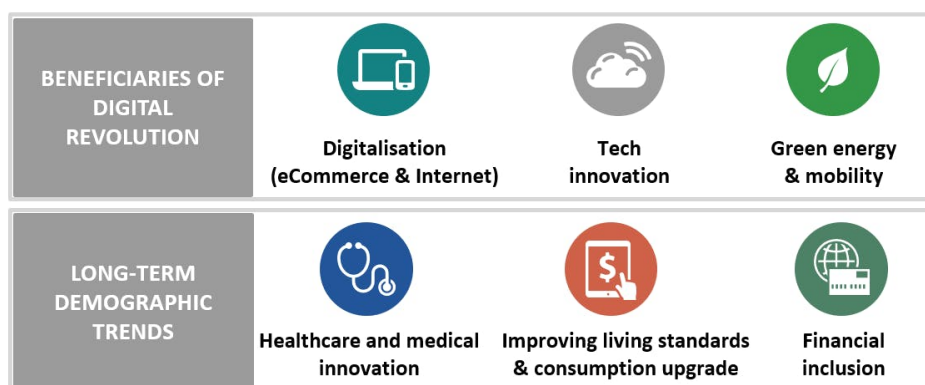 BENEFICIARIES OF
DIGITAL
REVOLUTION
Digitalisation
(eCommerce & Internet)
Tech
innovation
Green energy
& mobility
LONG-TERM
DEMOGRAPHIC
TRENDS
$
Healthcare and medical
innovation
Improving living standards
& consumption upgrade
Financial
inclusion